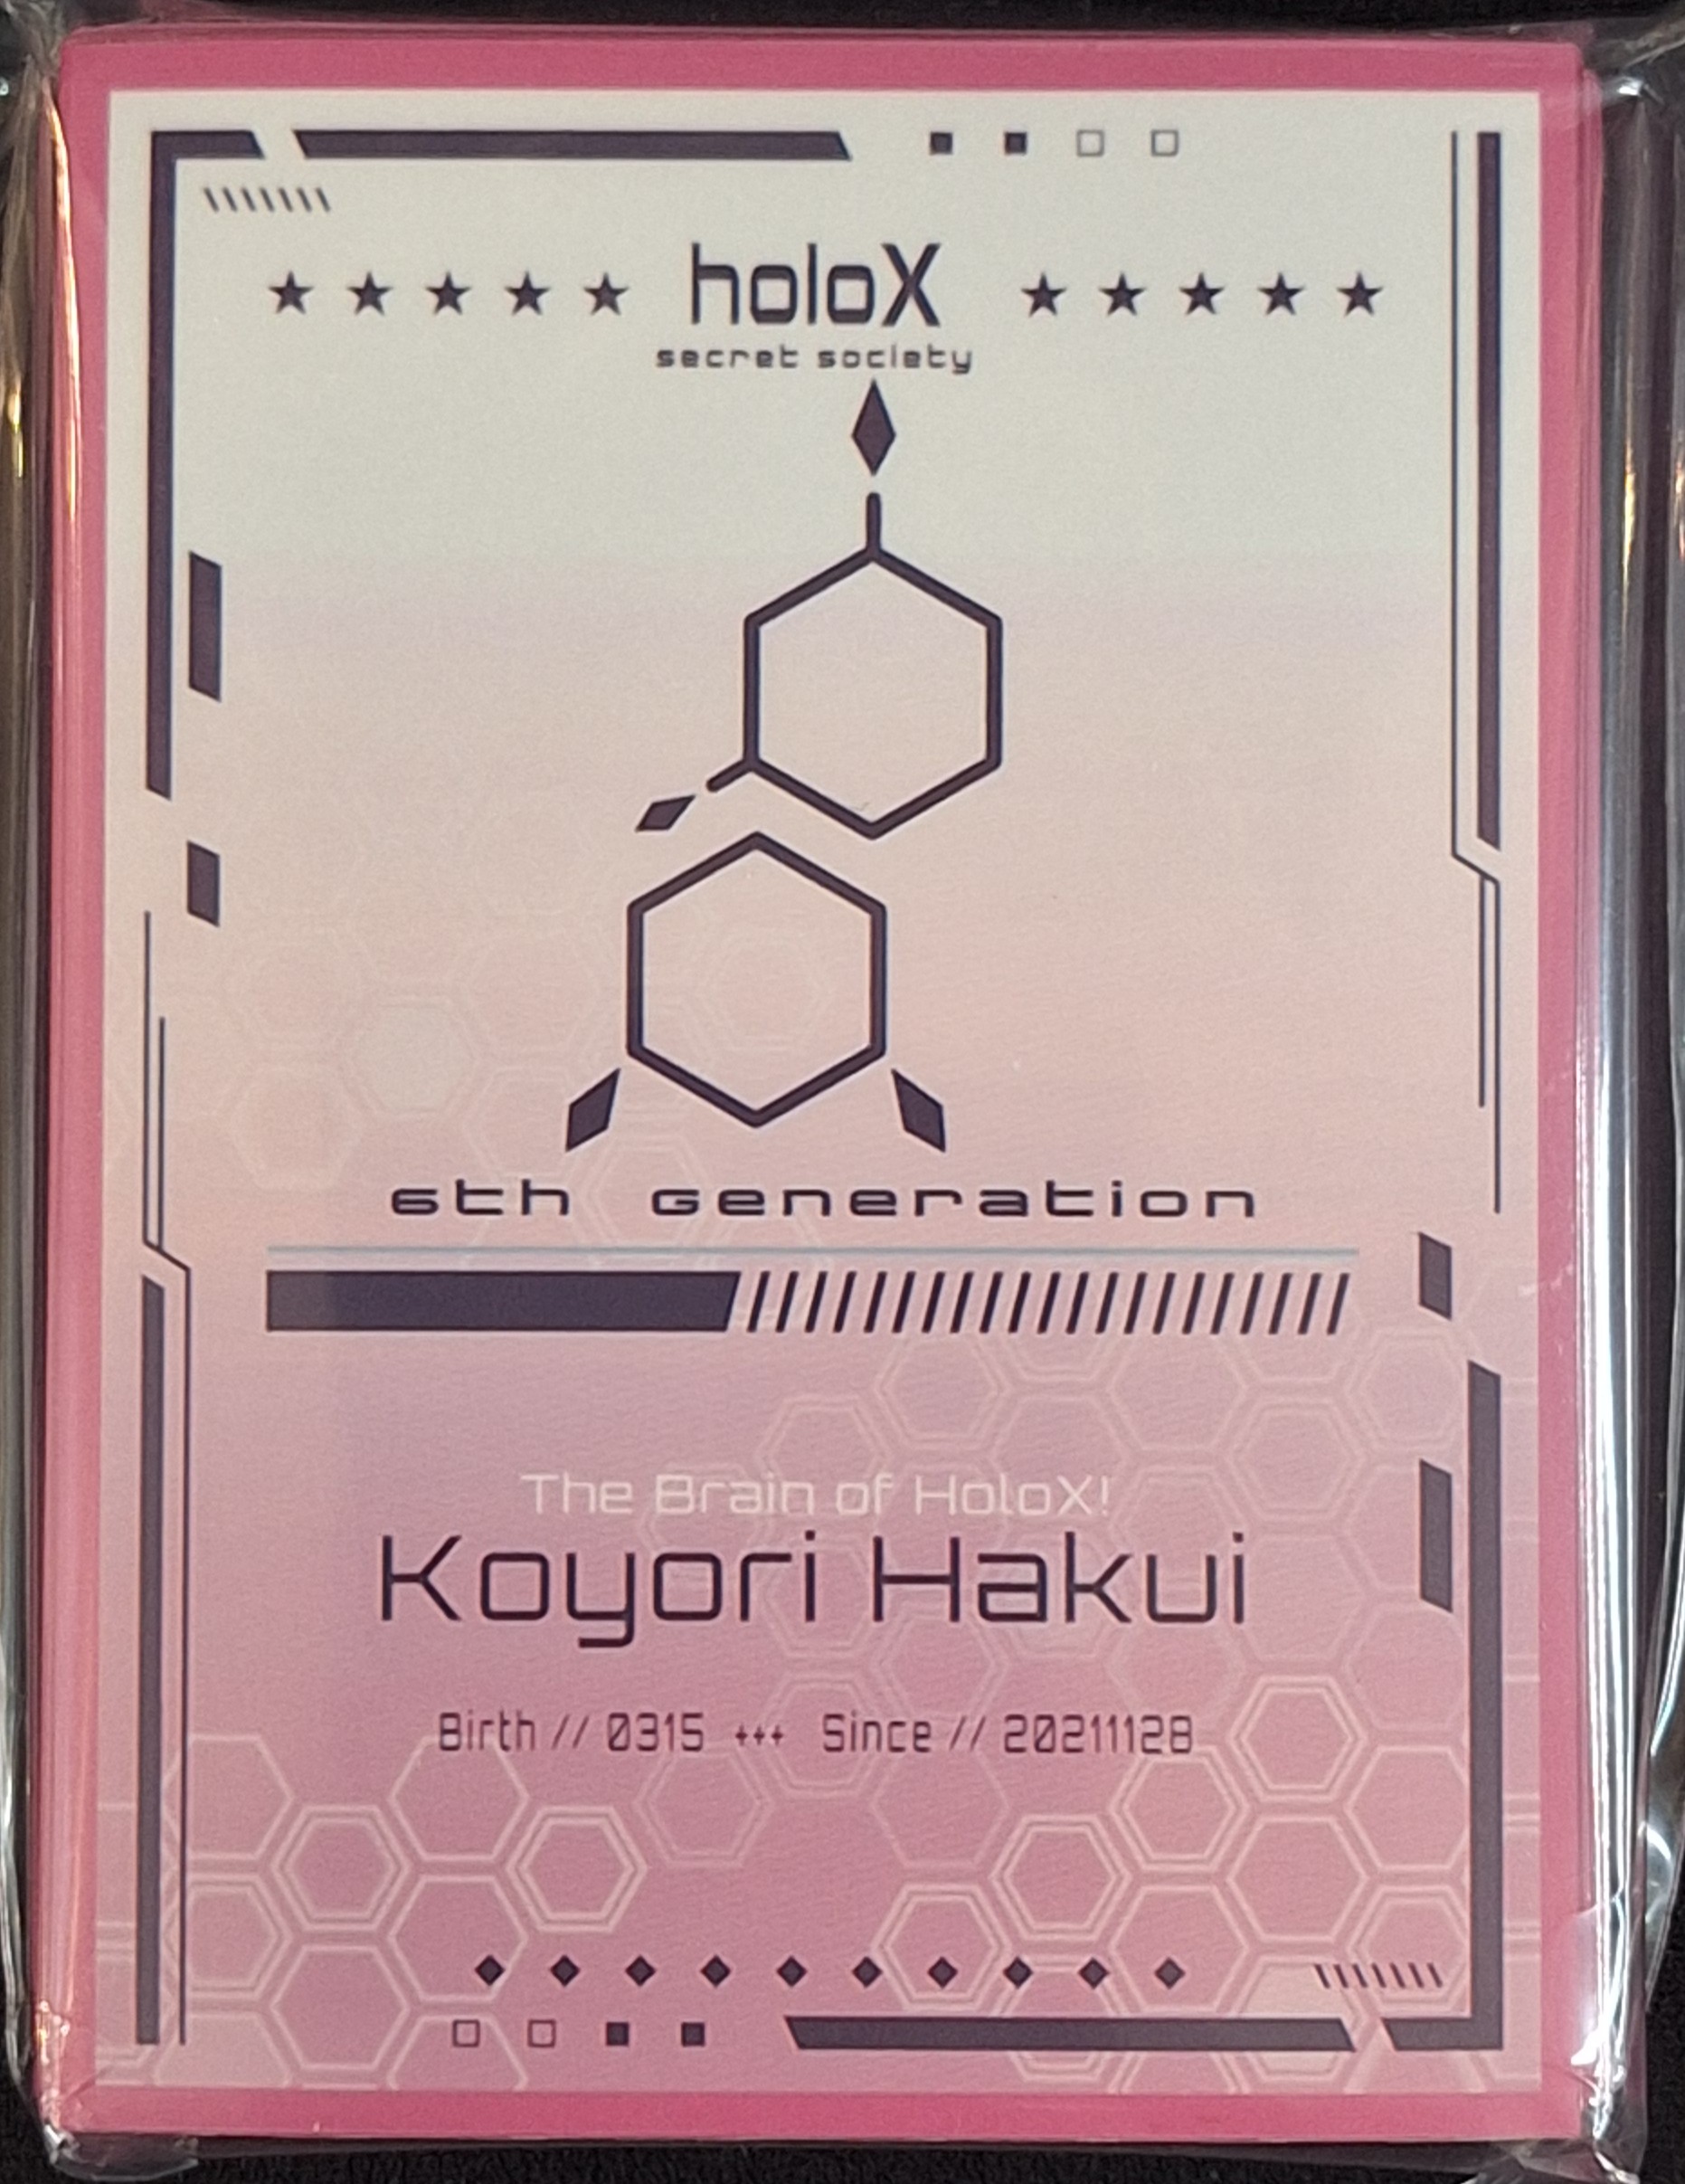 holoX
secret society
6th Generation
The Brain of HoloX!
Koyori Hakui
Birth // 0315 +++ Since // 20211128